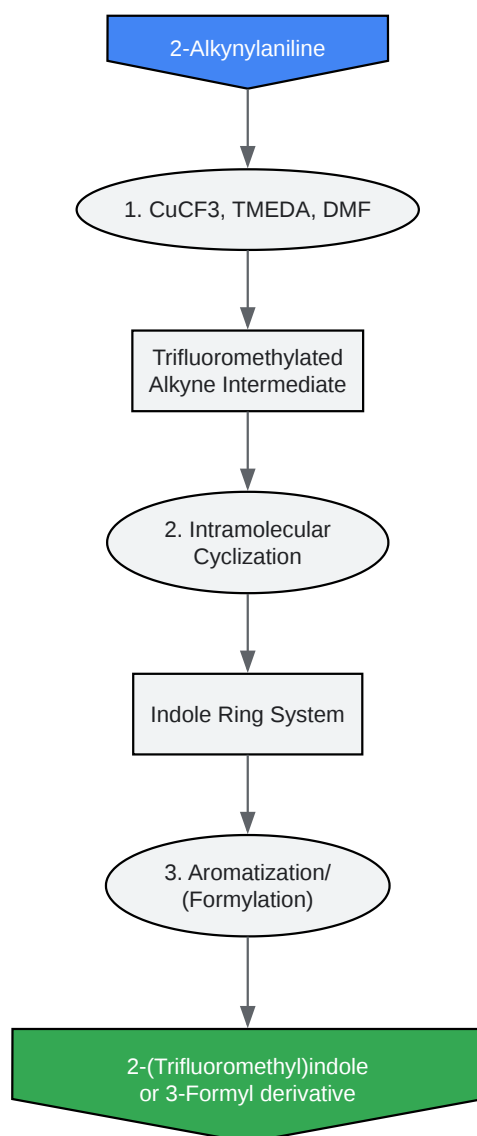 2-Alkynylaniline
1. CuCF3, TMEDA, DMF
Trifluoromethylated
Alkyne Intermediate
2. Intramolecular
Cyclization
Indole Ring System
3. Aromatization/
(Formylation)
2-(Trifluoromethyl)indole
or 3-Formyl derivative